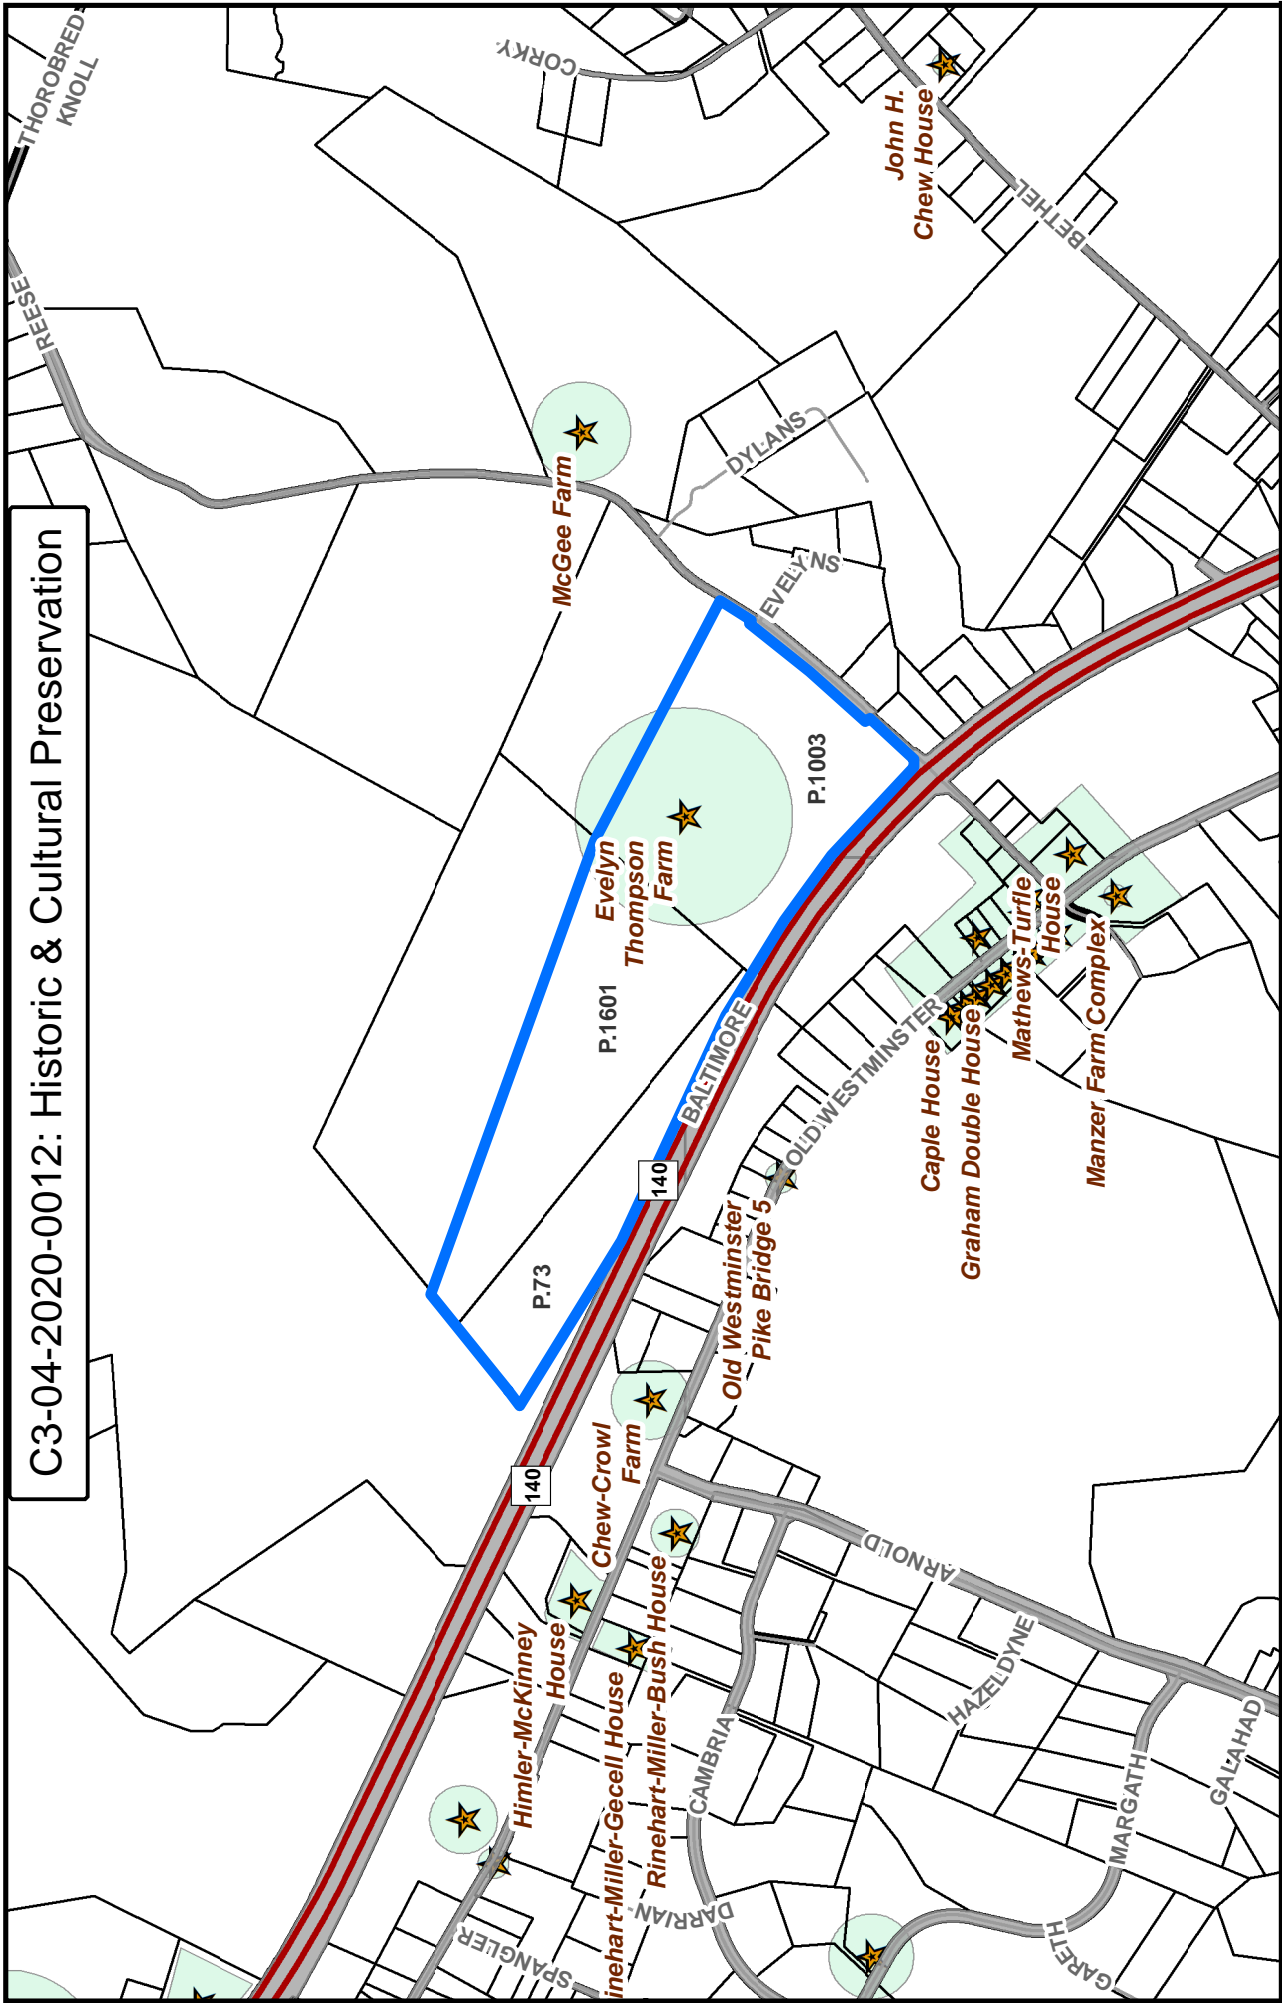 C3-04-2020-0012: Historic & Cultural Preservation
THOROBRED
KNOLL
REESE
CORKY
John H.
Chew House
BETHEL
McGee Farm
DYLANS
EVELYNS
Evelyn
Thompson
Farm
P.1003
P.1601
P.73
BALTIMORE
140
140
OLD WESTMINSTER
Mathews-Turfle
House
Manzer Farm Complex
Caple House
Graham Double House
Old Westminster
Pike Bridge 5
Chew-Crowl
Farm
ARNOLD
Himler-McKinney
House
inehart-Miller-Gecell House
Rinehart-Miller-Bush House
CAMBRIA
HAZELDYNE
MARGATH
GALAHAD
DARRIAN
SPANGLER
GARETH